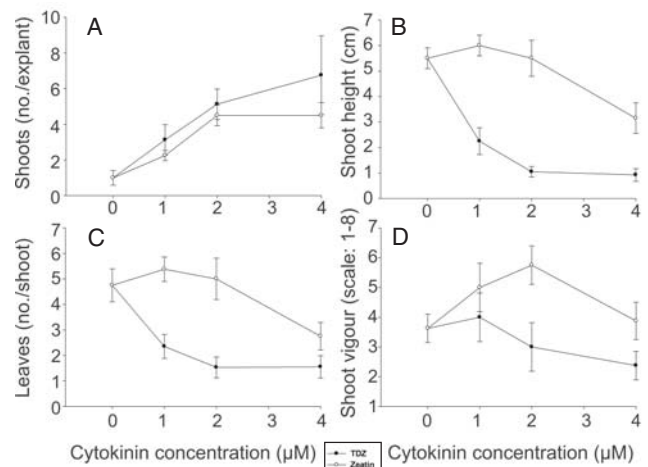 A
Shoots (no./explant)
10
8
6
4
2
0
0 1 2 3 4
B
Shoot height (cm)
7
6
5
4
3
2
1
0
0 1 2 3 4
C
Leaves (no./shoot)
7
6
5
4
3
2
1
0
0 1 2 3 4
Cytokinin concentration (µM)
D
Shoot vigour (scale: 1-8)
8
7
6
5
4
3
2
1
0 1 2 3 4
Cytokinin concentration (µM)
TDZ
Zeatin